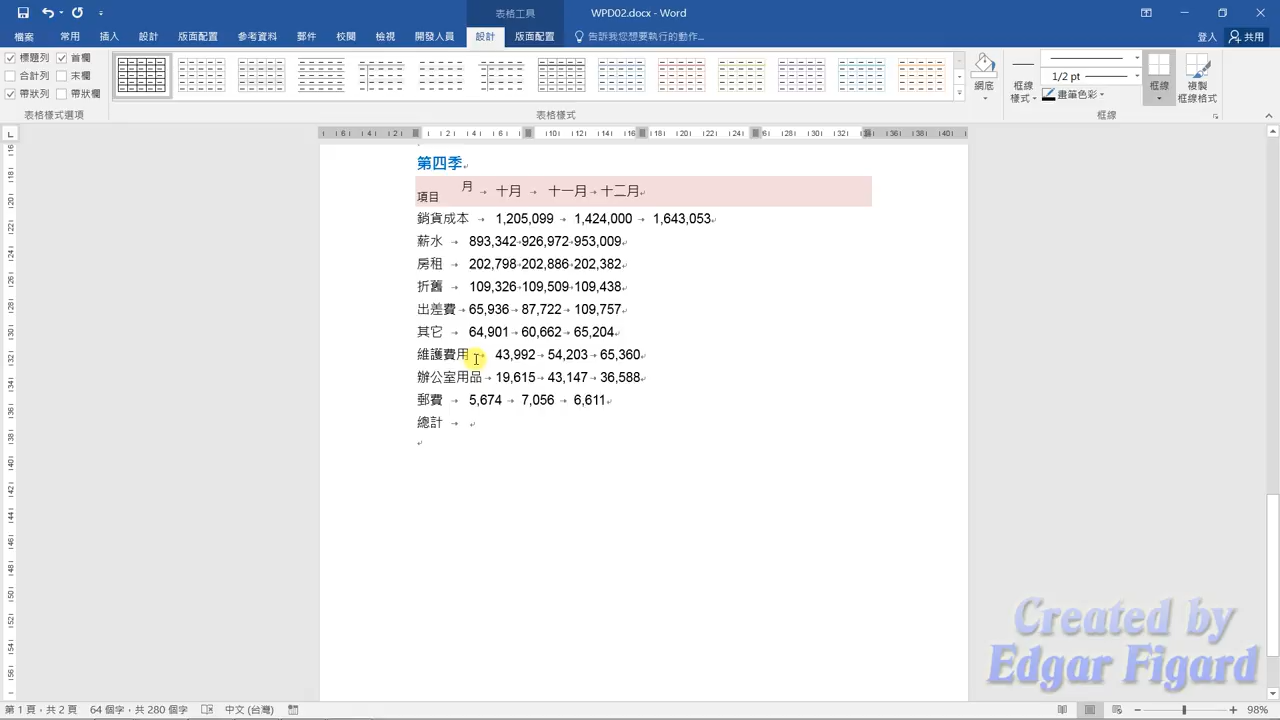 表格工具
WPD02.docx - Word
檔案 常用 插入 設計 版面配置 參考資料 郵件 校閱 檢視 開發人員 設計 版面配置 告訴我您想要執行的動作... 登入 共用
標題列 首欄
合計列 末欄
帶狀列 帶狀欄
表格樣式選項
表格樣式
網底
框線樣式
1/2 pt
畫筆色彩
框線
複製框線格式
框線
第四季
月
項目 十月 十一月 十二月
銷貨成本 1,205,099 1,424,000 1,643,053
薪水 893,342 926,972 953,009
房租 202,798 202,886 202,382
折舊 109,326 109,509 109,438
出差費 65,936 87,722 109,757
其它 64,901 60,662 65,204
維護費用 43,992 54,203 65,360
辦公室用品 19,615 43,147 36,588
郵費 5,674 7,056 6,611
總計
Created by
Edgar Figard
第 1 頁，共 2 頁 64 個字，共 280 個字 中文 (台灣) 98%